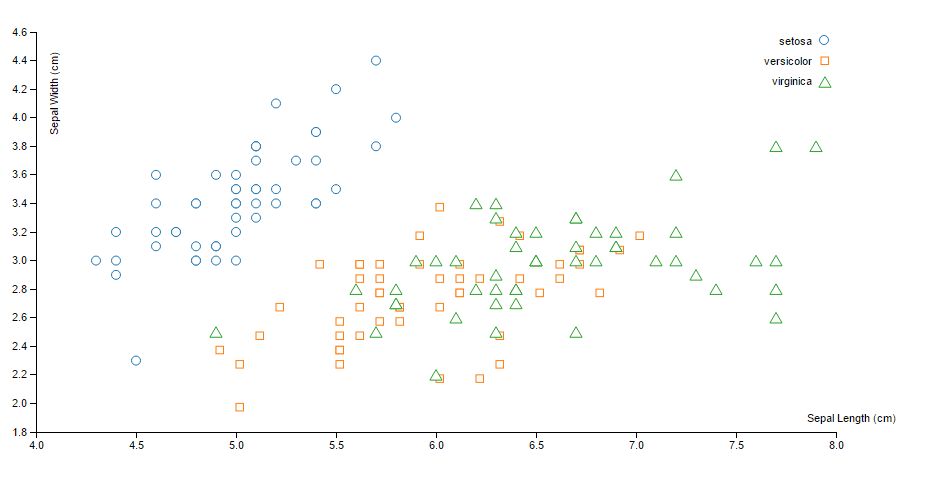 4.6
4.4
4.2
4.0
3.8
3.6
3.4
3.2
3.0
2.8
2.6
2.4
2.2
2.0
1.8
Sepal Width (cm)
setosa
versicolor
virginica
Sepal Length (cm)
4.0 4.5 5.0 5.5 6.0 6.5 7.0 7.5 8.0